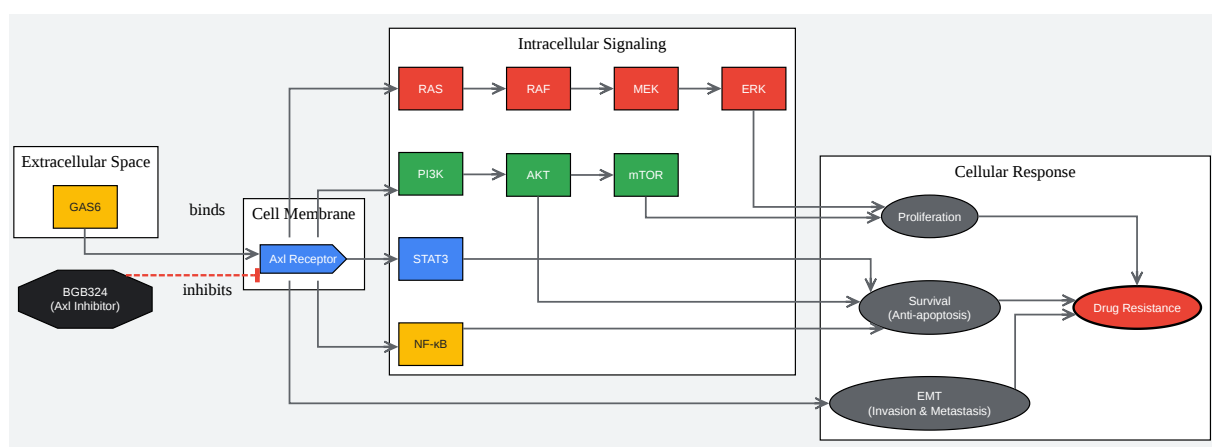 Intracellular Signaling
RAS
RAF
MEK
ERK
Extracellular Space
GAS6
PI3K
AKT
mTOR
Cellular Response
binds
Cell Membrane
Proliferation
Axl Receptor
STAT3
BGB324
(Axl Inhibitor)
inhibits
Survival
(Anti-apoptosis)
Drug Resistance
NF-κB
EMT
(Invasion & Metastasis)